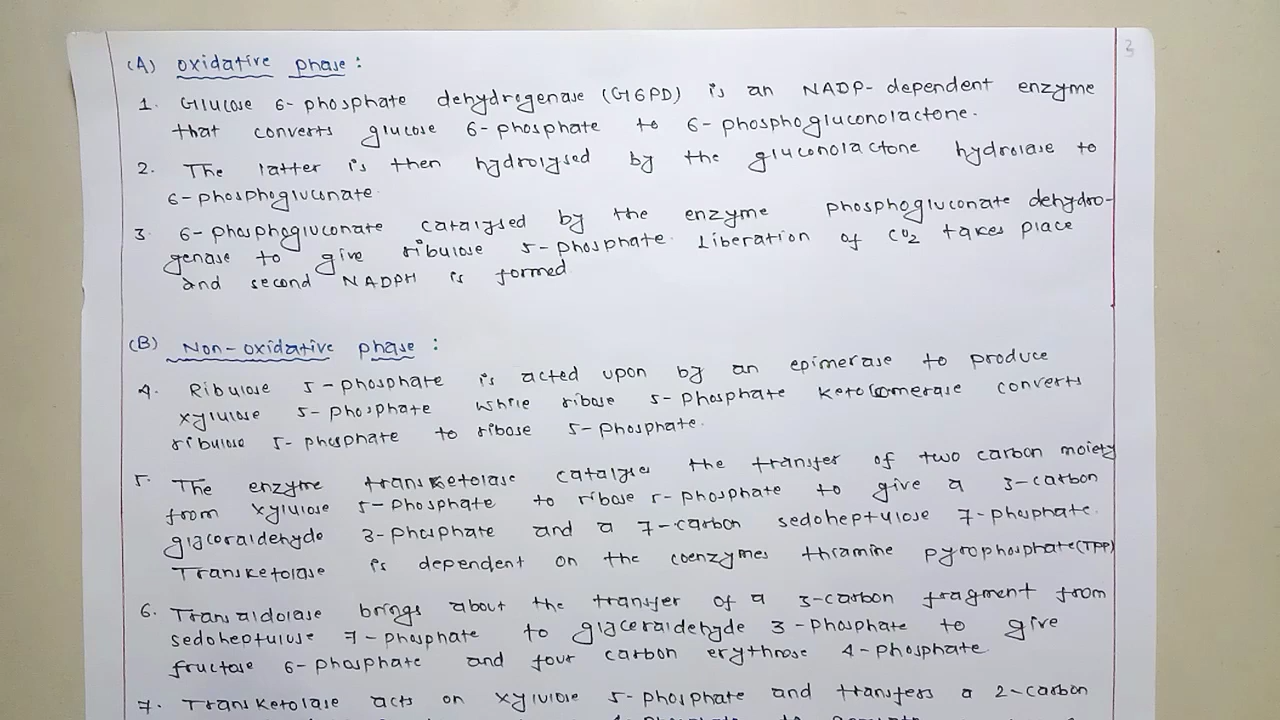 3
(A) Oxidative phase :
1. Glucose 6-phosphate dehydrogenase (G6PD) is an NADP-dependent enzyme
that converts glucose 6-phosphate to 6-phosphogluconolactone.
2. The latter is then hydrolysed by the gluconolactone hydrolase to
6-phosphogluconate.
3. 6-phosphogluconate catalysed by the enzyme phosphogluconate dehydro-
genase to give ribulose 5-phosphate. Liberation of CO2 takes place
and second NADPH is formed
(B) Non-oxidative phase :
4. Ribulose 5-phosphate is acted upon by an epimerase to produce
xylulose 5-phosphate while ribose 5-phosphate ketoisomerase converts
ribulose 5-phosphate to ribose 5-phosphate.
5. The enzyme transketolase catalyses the transfer of two carbon moiety
from xylulose 5-phosphate to ribose 5-phosphate to give a 3-carbon
glaceraldehyde 3-phosphate and a 7-carbon sedoheptulose 7-phosphate.
Transketolase is dependent on the coenzymes thiamine pyrophosphate(TPP)
6. Transaldolase brings about the transfer of a 3-carbon fragment from
sedoheptulose 7-phosphate to glaceraldehyde 3-phosphate to give
fructose 6-phosphate and four carbon erythrose 4-phosphate.
7. Transketolase acts on xylulose 5-phosphate and transfers a 2-carbon